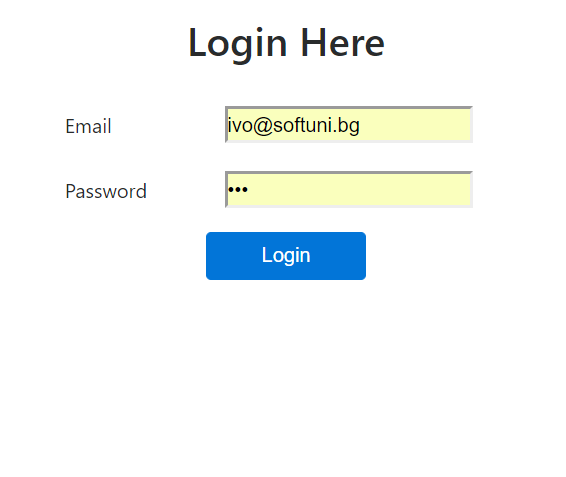 Login Here
Email ivo@softuni.bg
Password •••
Login